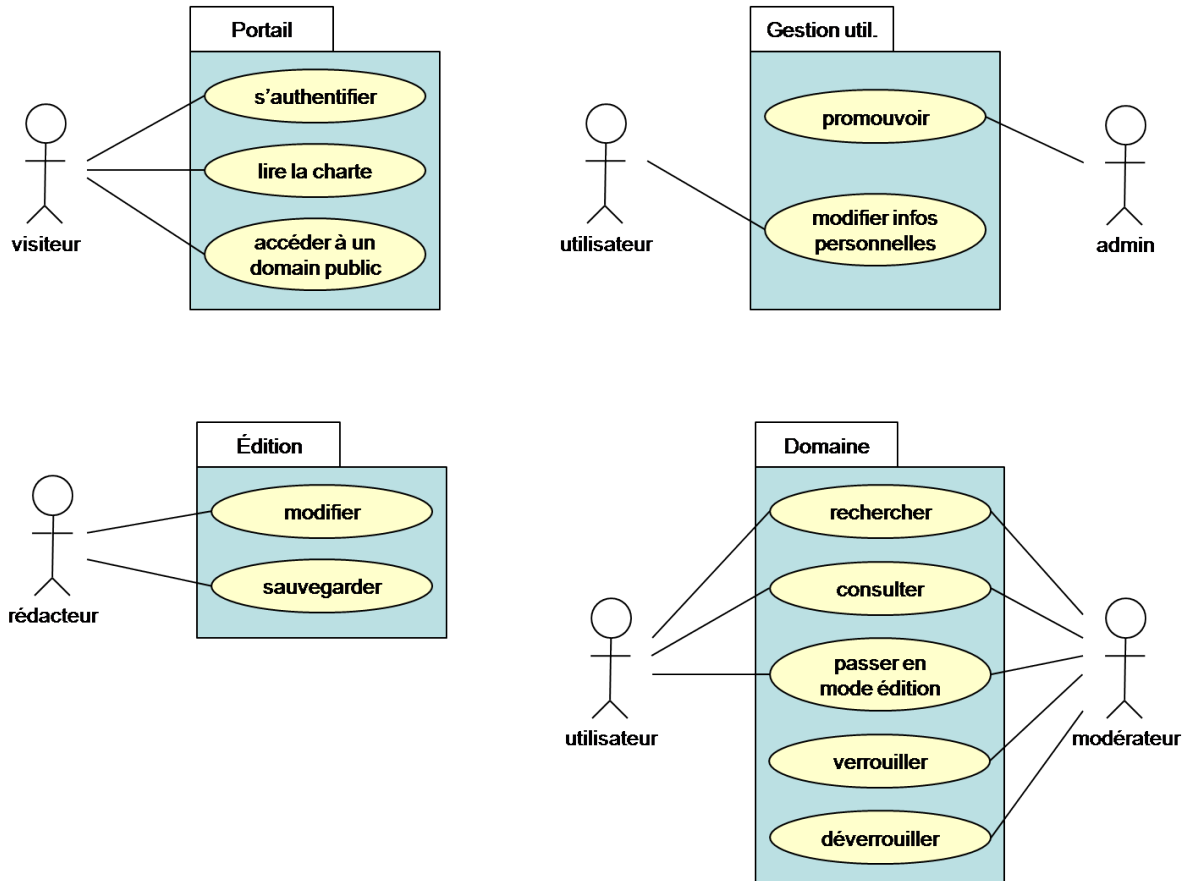 Portail
s'authentifier
lire la charte
accéder à un
domain public
visiteur
Gestion util.
promouvoir
modifier infos
personnelles
utilisateur
admin
Édition
modifier
sauvegarder
rédacteur
Domaine
rechercher
consulter
passer en
mode édition
verrouiller
déverrouiller
utilisateur
modérateur